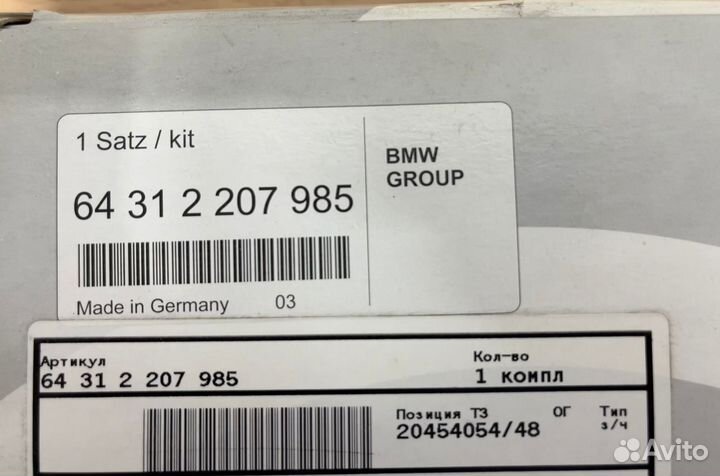 1 Satz / kit
BMW
GROUP
64 31 2 207 985
Made in Germany 03
Артикул
Кол-во
64 31 2 207 985
1 компл
Позиция ТЗ ОГ Тип
20454054/48 з/ч
Avito